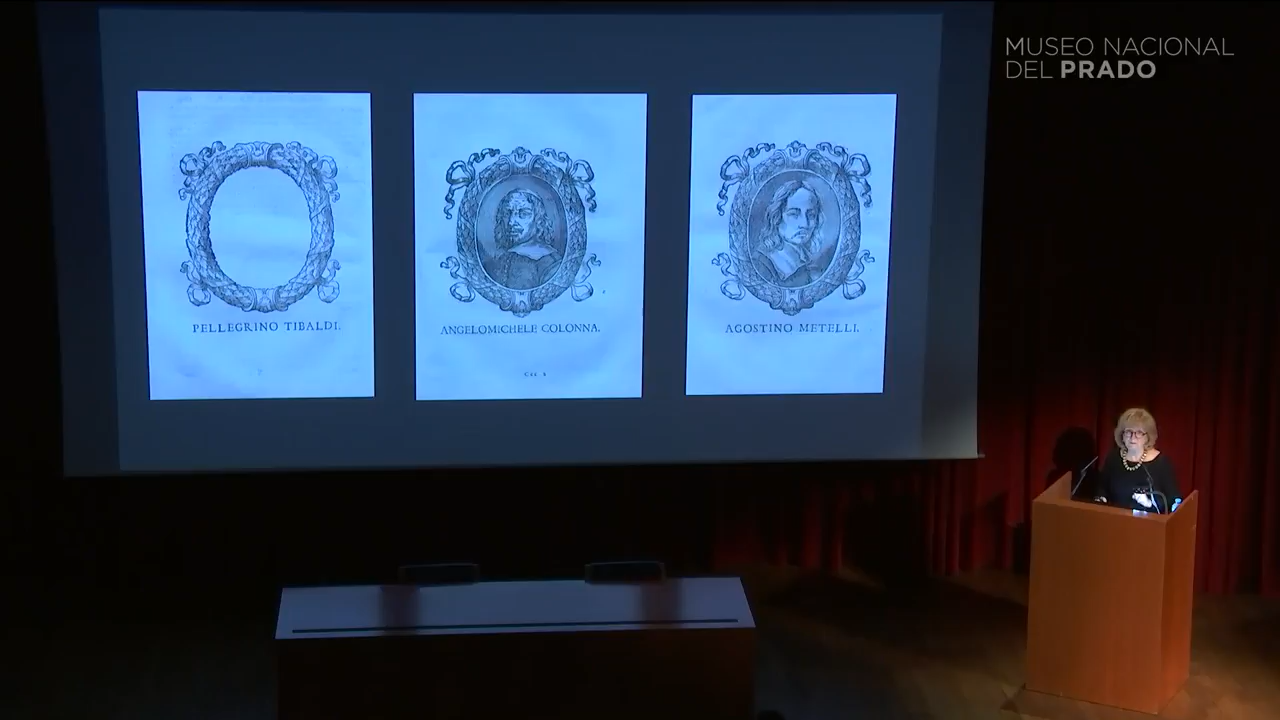 MUSEO NACIONAL
DEL PRADO
PELLEGRINO TIBALDI.
ANGELOMICHELE COLONNA.
AGOSTINO METELLI.